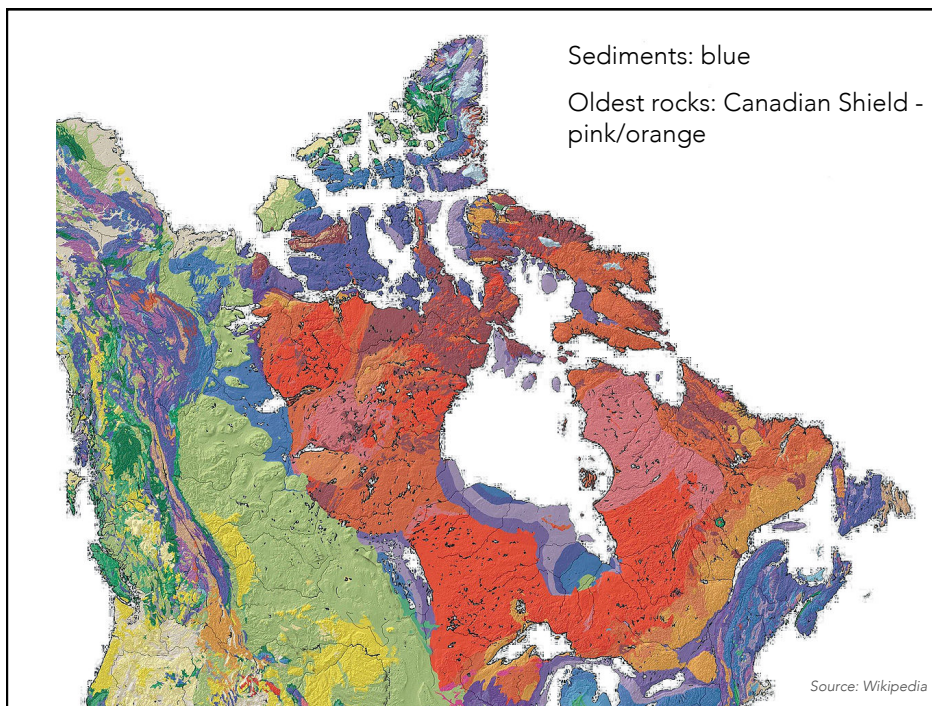 Sediments: blue
Oldest rocks: Canadian Shield -
pink/orange
Source: Wikipedia